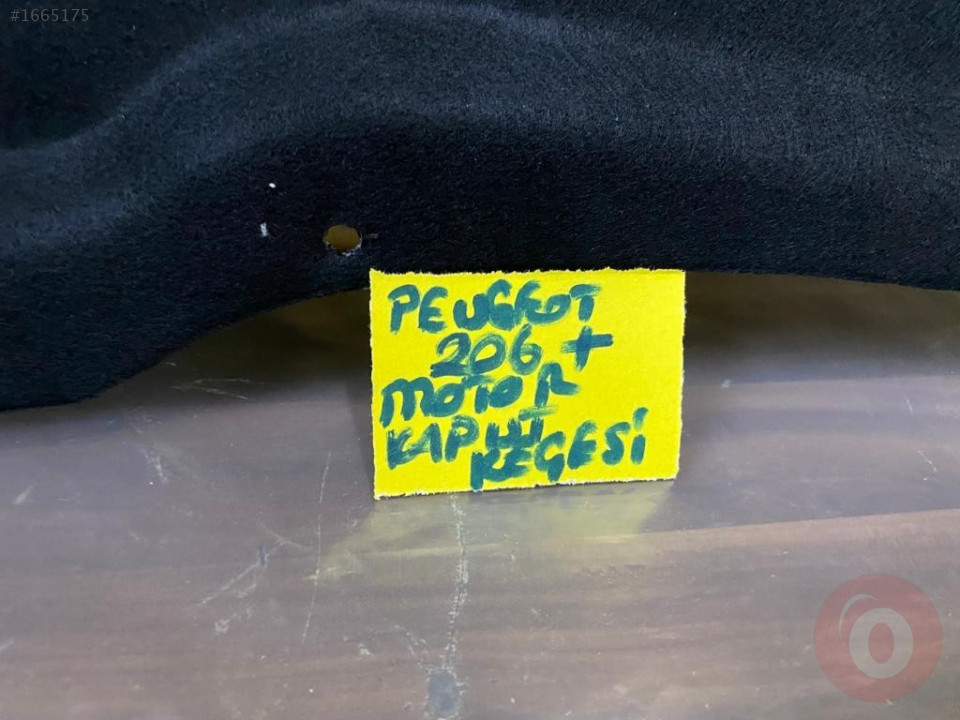 #1665175
PEUGEOT
206 +
MOTOR
KAPUT
KEÇESİ
O